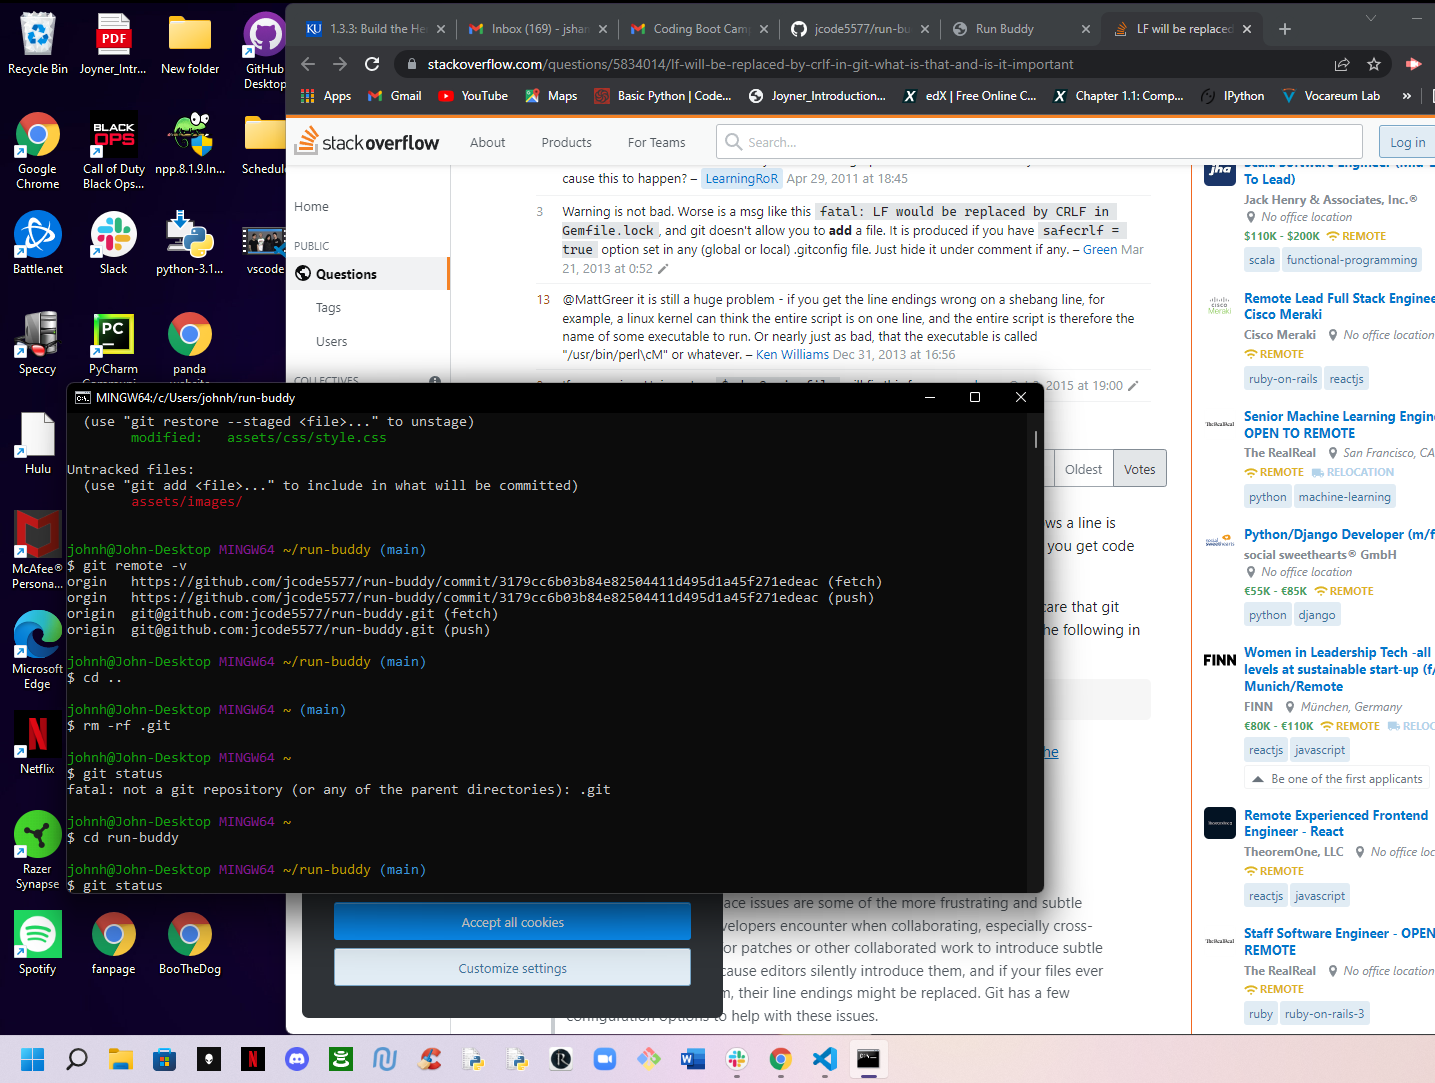 Recycle Bin
Joyner_Intr...
New folder
GitHub Desktop
Google Chrome
Call of Duty Black Ops...
npp.8.1.9.In...
Schedul
Battle.net
Slack
python-3.1...
vscode
Speccy
PyCharm
panda
Hulu
McAfee® Persona...
Microsoft Edge
Netflix
Razer Synapse
Spotify
fanpage
BooTheDog
1.3.3: Build the He
Inbox (169) - jshan
Coding Boot Cam
jcode5577/run-bu
Run Buddy
LF will be replaced
stackoverflow.com/questions/5834014/lf-will-be-replaced-by-crlf-in-git-what-is-that-and-is-it-important
Apps
Gmail
YouTube
Maps
Basic Python | Code...
Joyner_Introduction...
edX | Free Online C...
Chapter 1.1: Comp...
IPython
Vocareum Lab
»
stackoverflow
About
Products
For Teams
Search...
Log in
Home
PUBLIC
Questions
Tags
Users
COLLECTIVES
cause this to happen? – LearningRoR Apr 29, 2011 at 18:45
3
Warning is not bad. Worse is a msg like this fatal: LF would be replaced by CRLF in
Gemfile.lock , and git doesn't allow you to add a file. It is produced if you have safecrlf =
true option set in any (global or local) .gitconfig file. Just hide it under comment if any. – Green Mar
21, 2013 at 0:52
13
@MattGreer it is still a huge problem - if you get the line endings wrong on a shebang line, for
example, a linux kernel can think the entire script is on one line, and the entire script is therefore the
name of some executable to run. Or nearly just as bad, that the executable is called
"/usr/bin/perl\cM" or whatever. – Ken Williams Dec 31, 2013 at 16:56
2015 at 19:00
Oldest
Votes
ws a line is
you get code
care that git
he following in
he
MINGW64:/c/Users/johnh/run-buddy
(use "git restore --staged <file>..." to unstage)
modified:   assets/css/style.css
Untracked files:
(use "git add <file>..." to include in what will be committed)
assets/images/
johnh@John-Desktop MINGW64 ~/run-buddy (main)
$ git remote -v
orgin   https://github.com/jcode5577/run-buddy/commit/3179cc6b03b84e82504411d495d1a45f271edeac (fetch)
orgin   https://github.com/jcode5577/run-buddy/commit/3179cc6b03b84e82504411d495d1a45f271edeac (push)
origin  git@github.com:jcode5577/run-buddy.git (fetch)
origin  git@github.com:jcode5577/run-buddy.git (push)
johnh@John-Desktop MINGW64 ~/run-buddy (main)
$ cd ..
johnh@John-Desktop MINGW64 ~ (main)
$ rm -rf .git
johnh@John-Desktop MINGW64 ~
$ git status
fatal: not a git repository (or any of the parent directories): .git
johnh@John-Desktop MINGW64 ~
$ cd run-buddy
johnh@John-Desktop MINGW64 ~/run-buddy (main)
$ git status
Accept all cookies
Customize settings
ace issues are some of the more frustrating and subtle
velopers encounter when collaborating, especially cross-
or patches or other collaborated work to introduce subtle
cause editors silently introduce them, and if your files ever
n, their line endings might be replaced. Git has a few
configuration options to help with these issues.
Scala Software Engineer (Mid-L
To Lead)
Jack Henry & Associates, Inc.®
No office location
$110K - $200K REMOTE
scala functional-programming
Remote Lead Full Stack Enginee
Cisco Meraki
Cisco Meraki No office location
REMOTE
ruby-on-rails reactjs
Senior Machine Learning Engin
OPEN TO REMOTE
The RealReal San Francisco, CA
REMOTE RELOCATION
python machine-learning
Python/Django Developer (m/f
social sweethearts® GmbH
No office location
€55K - €85K REMOTE
python django
FINN
Women in Leadership Tech -all
levels at sustainable start-up (f/
Munich/Remote
FINN München, Germany
€80K - €110K REMOTE RELOC
reactjs javascript
Be one of the first applicants
Remote Experienced Frontend
Engineer - React
TheoremOne, LLC No office loc
REMOTE
reactjs javascript
Staff Software Engineer - OPEN
REMOTE
The RealReal No office location
REMOTE
ruby ruby-on-rails-3